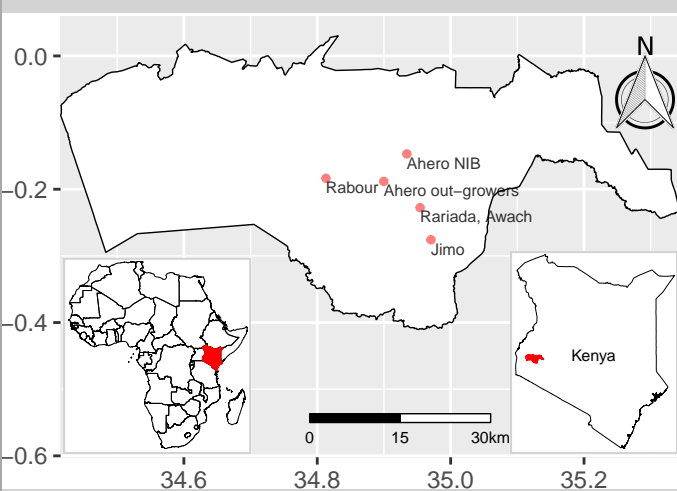 N
0.0
Ahero NIB
Rabour
Ahero out−growers
−0.2
Rariada, Awach
Jimo
−0.4
Kenya
0 15 30km
−0.6
34.6 34.8 35.0 35.2